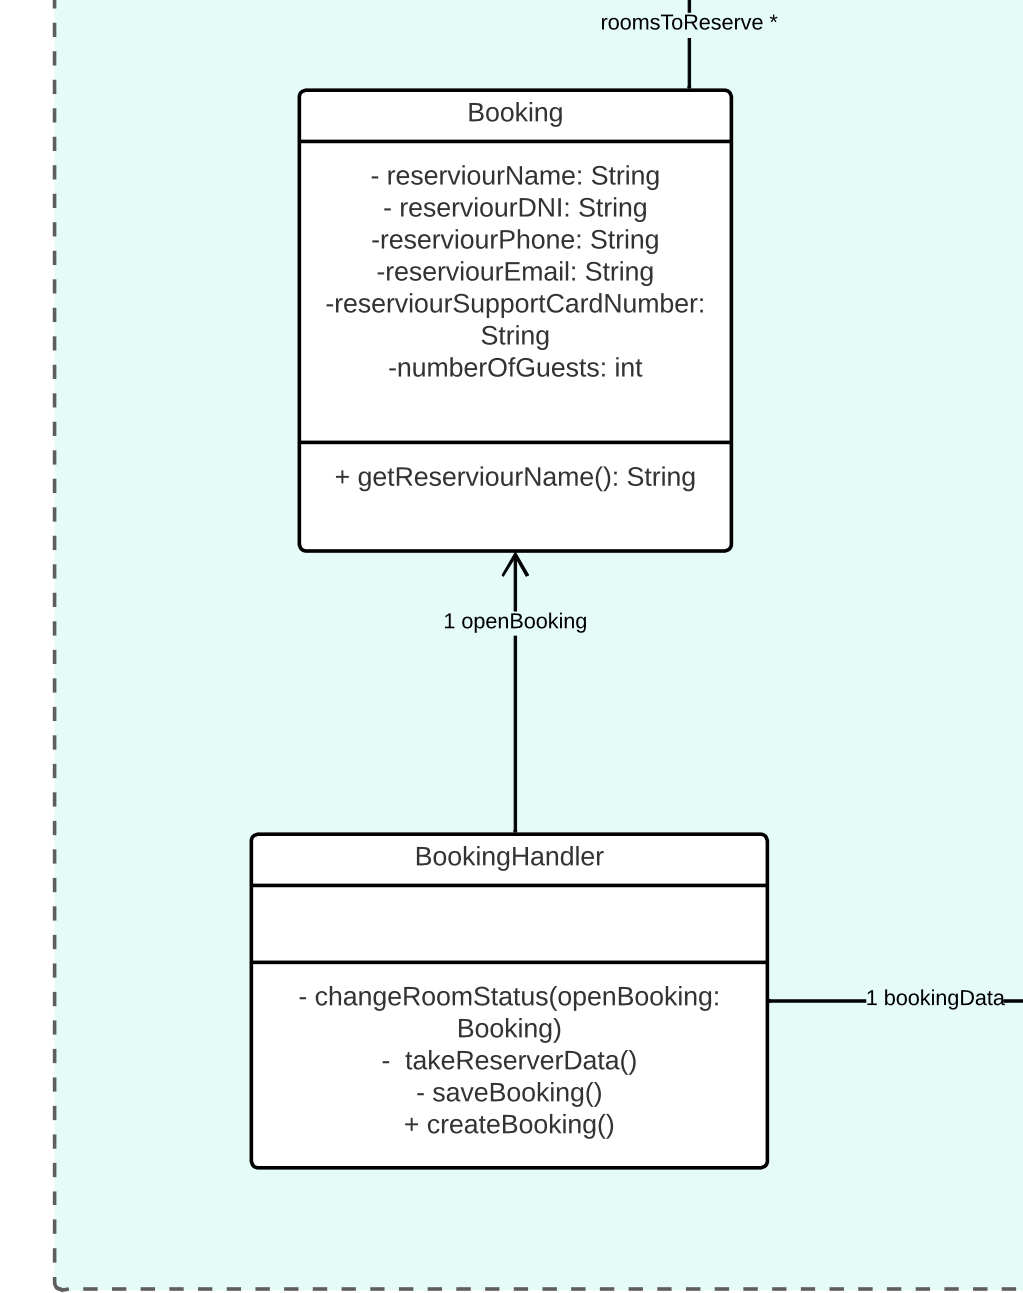 roomsToReserve *
Booking
- reserviourName: String
- reserviourDNI: String
-reserviourPhone: String
-reserviourEmail: String
-reserviourSupportCardNumber:
String
-numberOfGuests: int
+ getReserviourName(): String
1 openBooking
BookingHandler
- changeRoomStatus(openBooking:
Booking)
-  takeReserverData()
- saveBooking()
+ createBooking()
1 bookingData